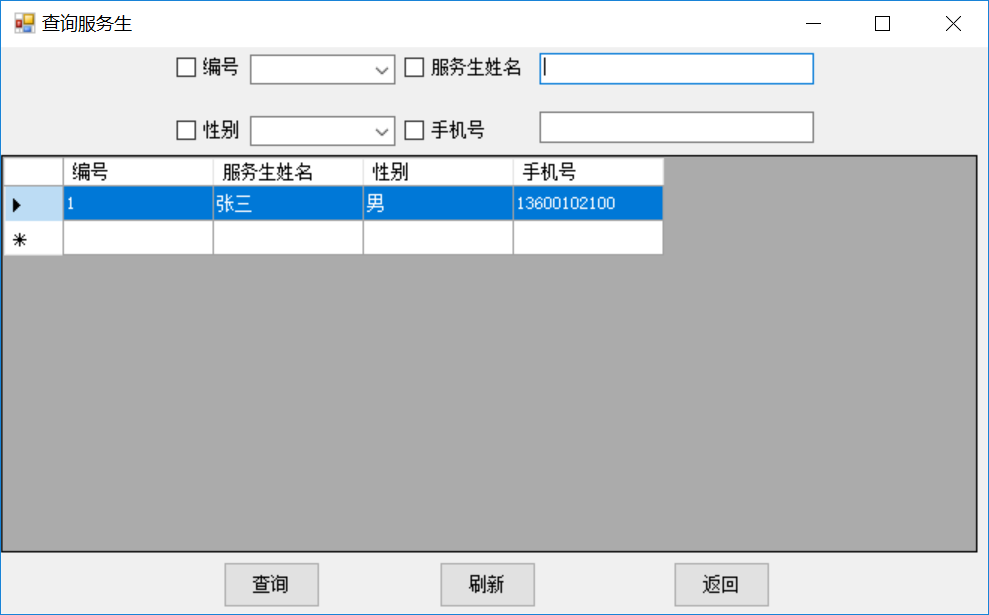 查询服务生
编号 服务生姓名
性别 手机号
编号 服务生姓名 性别 手机号
1 张三 男 13600102100
查询 刷新 返回